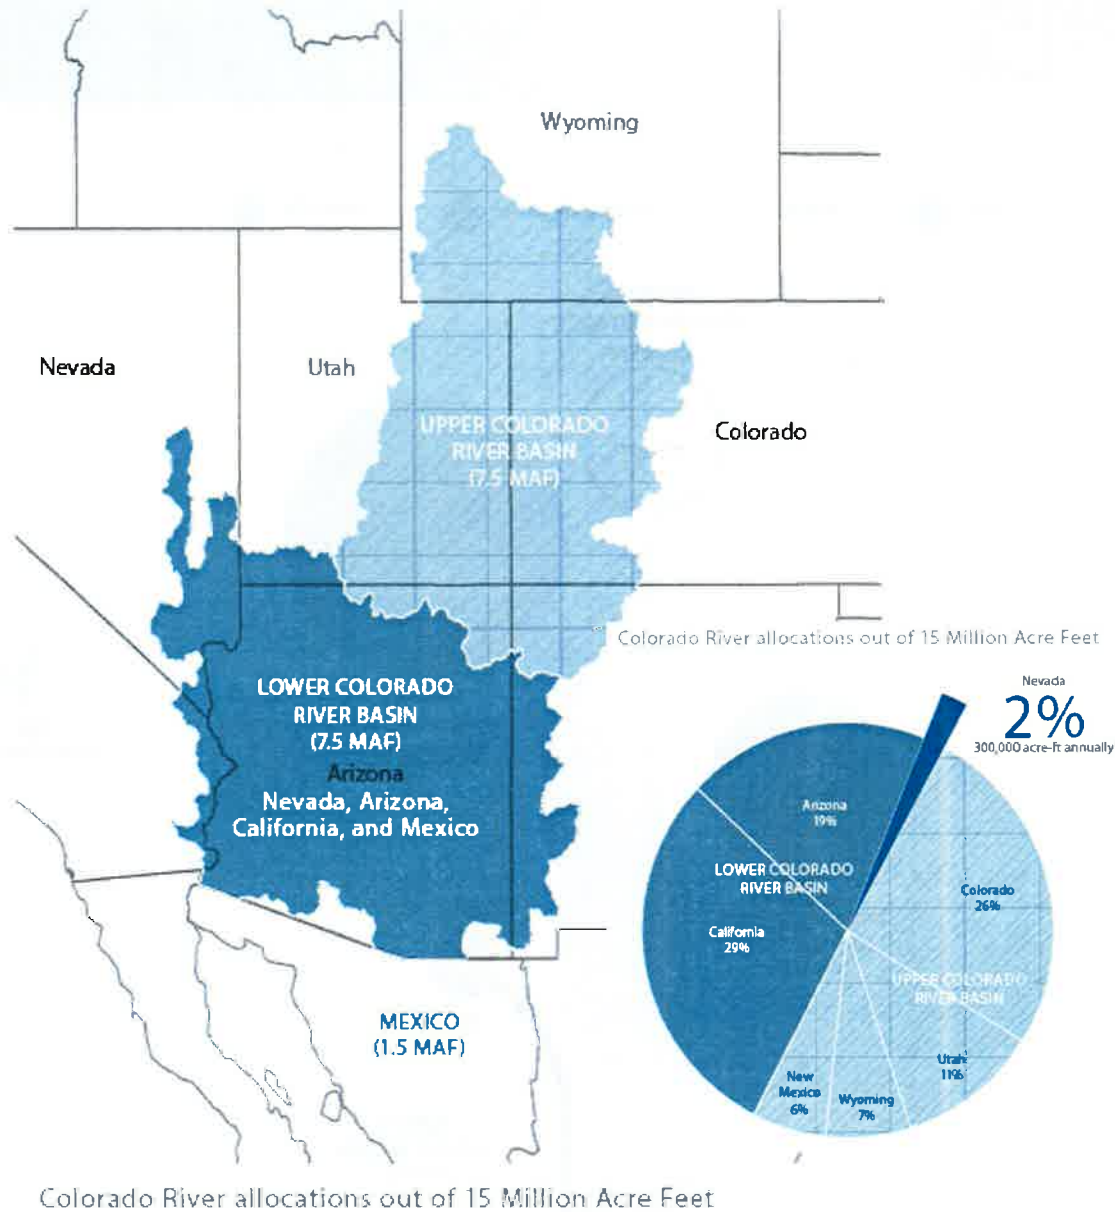 Wyoming
Nevada
Utah
Colorado
UPPER COLORADO
RIVER BASIN
(7.5 MAF)
LOWER COLORADO
RIVER BASIN
(7.5 MAF)
Arizona
Nevada, Arizona,
California, and Mexico
MEXICO
(1.5 MAF)
Colorado River allocations out of 15 Million Acre Feet
Nevada
2%
300,000 acre-ft annually
Arizona
19%
LOWER COLORADO
RIVER BASIN
California
29%
Colorado
26%
UPPER COLORADO
RIVER BASIN
Utah
11%
New
Mexico
6%
Wyoming
7%
Colorado River allocations out of 15 Million Acre Feet